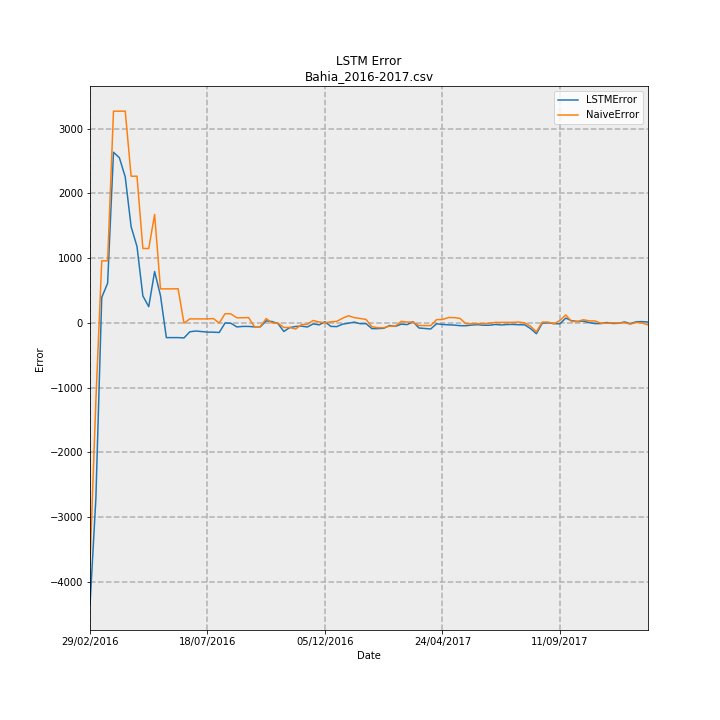 LSTM Error
Bahia_2016-2017.csv
LSTMError
NaiveError
3000
2000
1000
0
−1000
−2000
−3000
−4000
Error
29/02/2016
18/07/2016
05/12/2016
24/04/2017
11/09/2017
Date